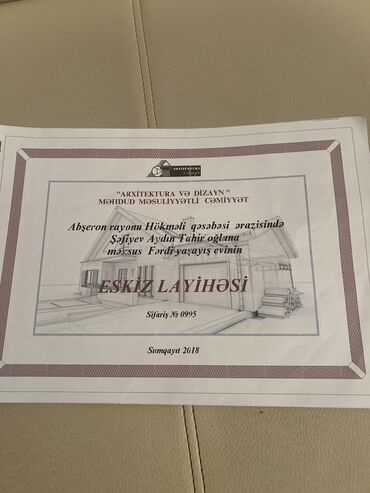 "ARXİTEKTURA VƏ DİZAYN"
MƏHDUD MƏSULİYYƏTLİ CƏMİYYƏT
Abşeron rayonu Hökməli qəsəbəsi ərazisində
Şəfiyev Aydın Tahir oğluna
məxsus Fərdi yaşayış evinin
ESKİZ LAYİHƏSİ
Sifariş № 0995
Sumqayıt 2018